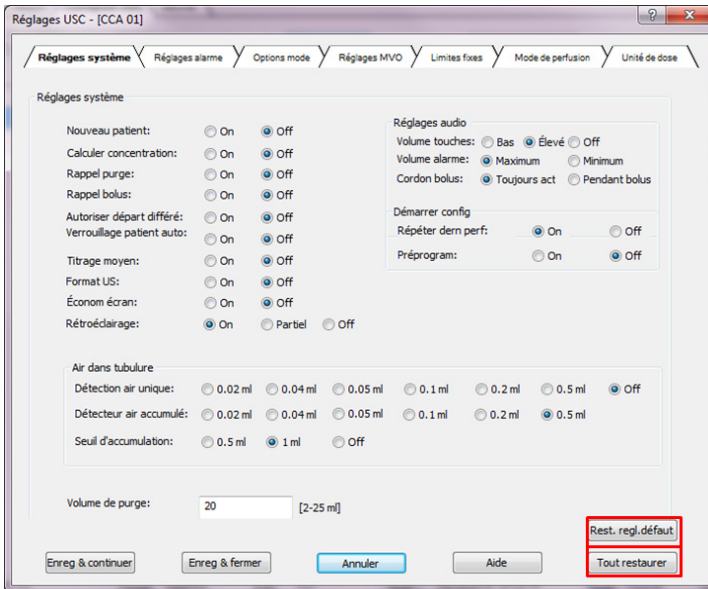 Réglages USC - [CCA 01]
Réglages système Réglages alarme Options mode Réglages MVO Limites fixes Mode de perfusion Unité de dose
Réglages système
Nouveau patient: On Off
Calculer concentration: On Off
Rappel purge: On Off
Rappel bolus: On Off
Autoriser départ différé: On Off
Verrouillage patient auto: On Off
Titrage moyen: On Off
Format US: On Off
Économ écran: On Off
Rétroéclairage: On Partiel Off
Réglages audio
Volume touches: Bas Élevé Off
Volume alarme: Maximum Minimum
Cordon bolus: Toujours act Pendant bolus
Démarrer config
Répéter dern perf: On Off
Préprogram: On Off
Air dans tubulure
Détection air unique: 0.02 ml 0.04 ml 0.05 ml 0.1 ml 0.2 ml 0.5 ml Off
Détecteur air accumulé: 0.02 ml 0.04 ml 0.05 ml 0.1 ml 0.2 ml 0.5 ml
Seuil d'accumulation: 0.5 ml 1 ml Off
Volume de purge: 20 [2-25 ml]
Rest. regl.défaut
Enreg & continuer Enreg & fermer Annuler Aide Tout restaurer